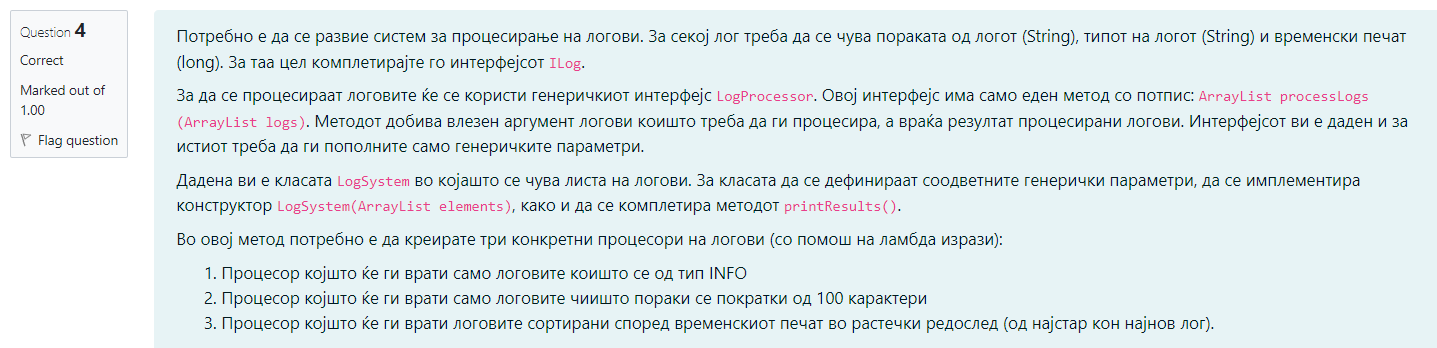 Question 4
Correct
Marked out of
1.00
Flag question
Потребно е да се развие систем за процесирање на логови. За секој лог треба да се чува пораката од логот (String), типот на логот (String) и временски печат
(long). За таа цел комплетирајте го интерфејсот ILog.
За да се процесираат логовите ќе се користи генеричкиот интерфејс LogProcessor. Овој интерфејс има само еден метод со потпис: ArrayList processLogs
(ArrayList logs). Методот добива влезен аргумент логови коишто треба да ги процесира, а враќа резултат процесирани логови. Интерфејсот ви е даден и за
истиот треба да ги пополните само генеричките параметри.
Дадена ви е класата LogSystem во којашто се чува листа на логови. За класата да се дефинираат соодветните генерички параметри, да се имплементира
конструктор LogSystem(ArrayList elements), како и да се комплетира методот printResults().
Во овој метод потребно е да креирате три конкретни процесори на логови (со помош на ламбда изрази):
1. Процесор којшто ќе ги врати само логовите коишто се од тип INFO
2. Процесор којшто ќе ги врати само логовите чиишто пораки се пократки од 100 карактери
3. Процесор којшто ќе ги врати логовите сортирани според временскиот печат во растечки редослед (од најстар кон најнов лог).